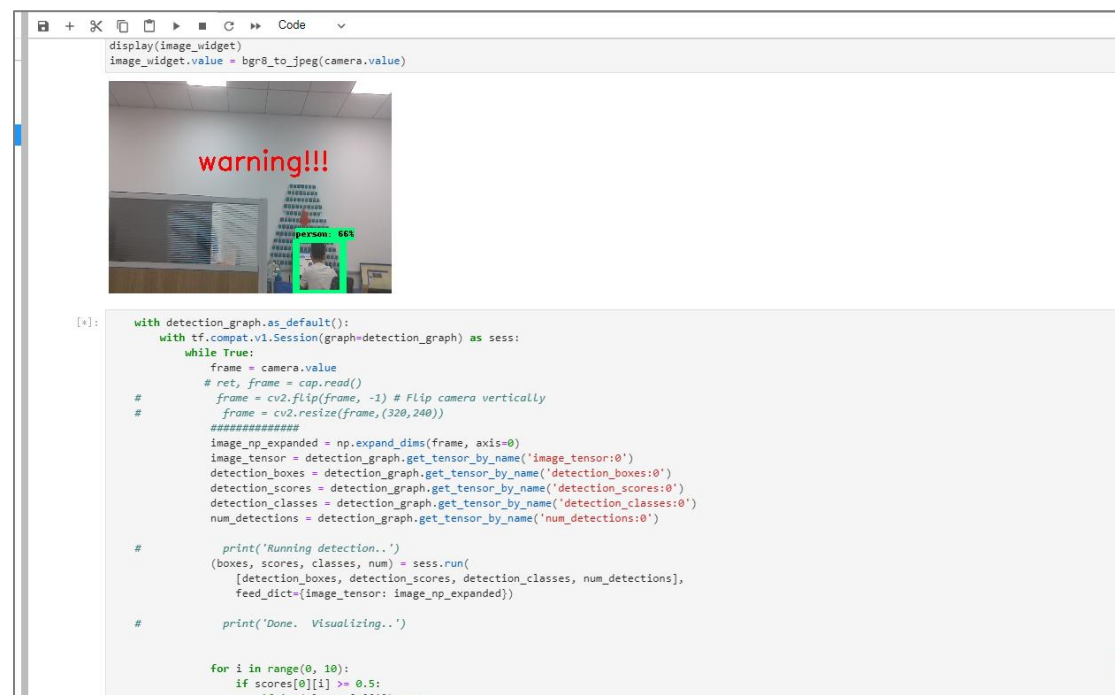 Code
display(image_widget)
image_widget.value = bgr8_to_jpeg(camera.value)
warning!!!
person: 66%
[*]:
with detection_graph.as_default():
with tf.compat.v1.Session(graph=detection_graph) as sess:
while True:
frame = camera.value
# ret, frame = cap.read()
# frame = cv2.flip(frame, -1) # Flip camera vertically
# frame = cv2.resize(frame,(320,240))
##############
image_np_expanded = np.expand_dims(frame, axis=0)
image_tensor = detection_graph.get_tensor_by_name('image_tensor:0')
detection_boxes = detection_graph.get_tensor_by_name('detection_boxes:0')
detection_scores = detection_graph.get_tensor_by_name('detection_scores:0')
detection_classes = detection_graph.get_tensor_by_name('detection_classes:0')
num_detections = detection_graph.get_tensor_by_name('num_detections:0')
# print('Running detection..')
(boxes, scores, classes, num) = sess.run(
[detection_boxes, detection_scores, detection_classes, num_detections],
feed_dict={image_tensor: image_np_expanded})
# print('Done. Visualizing..')
for i in range(0, 10):
if scores[0][i] >= 0.5: